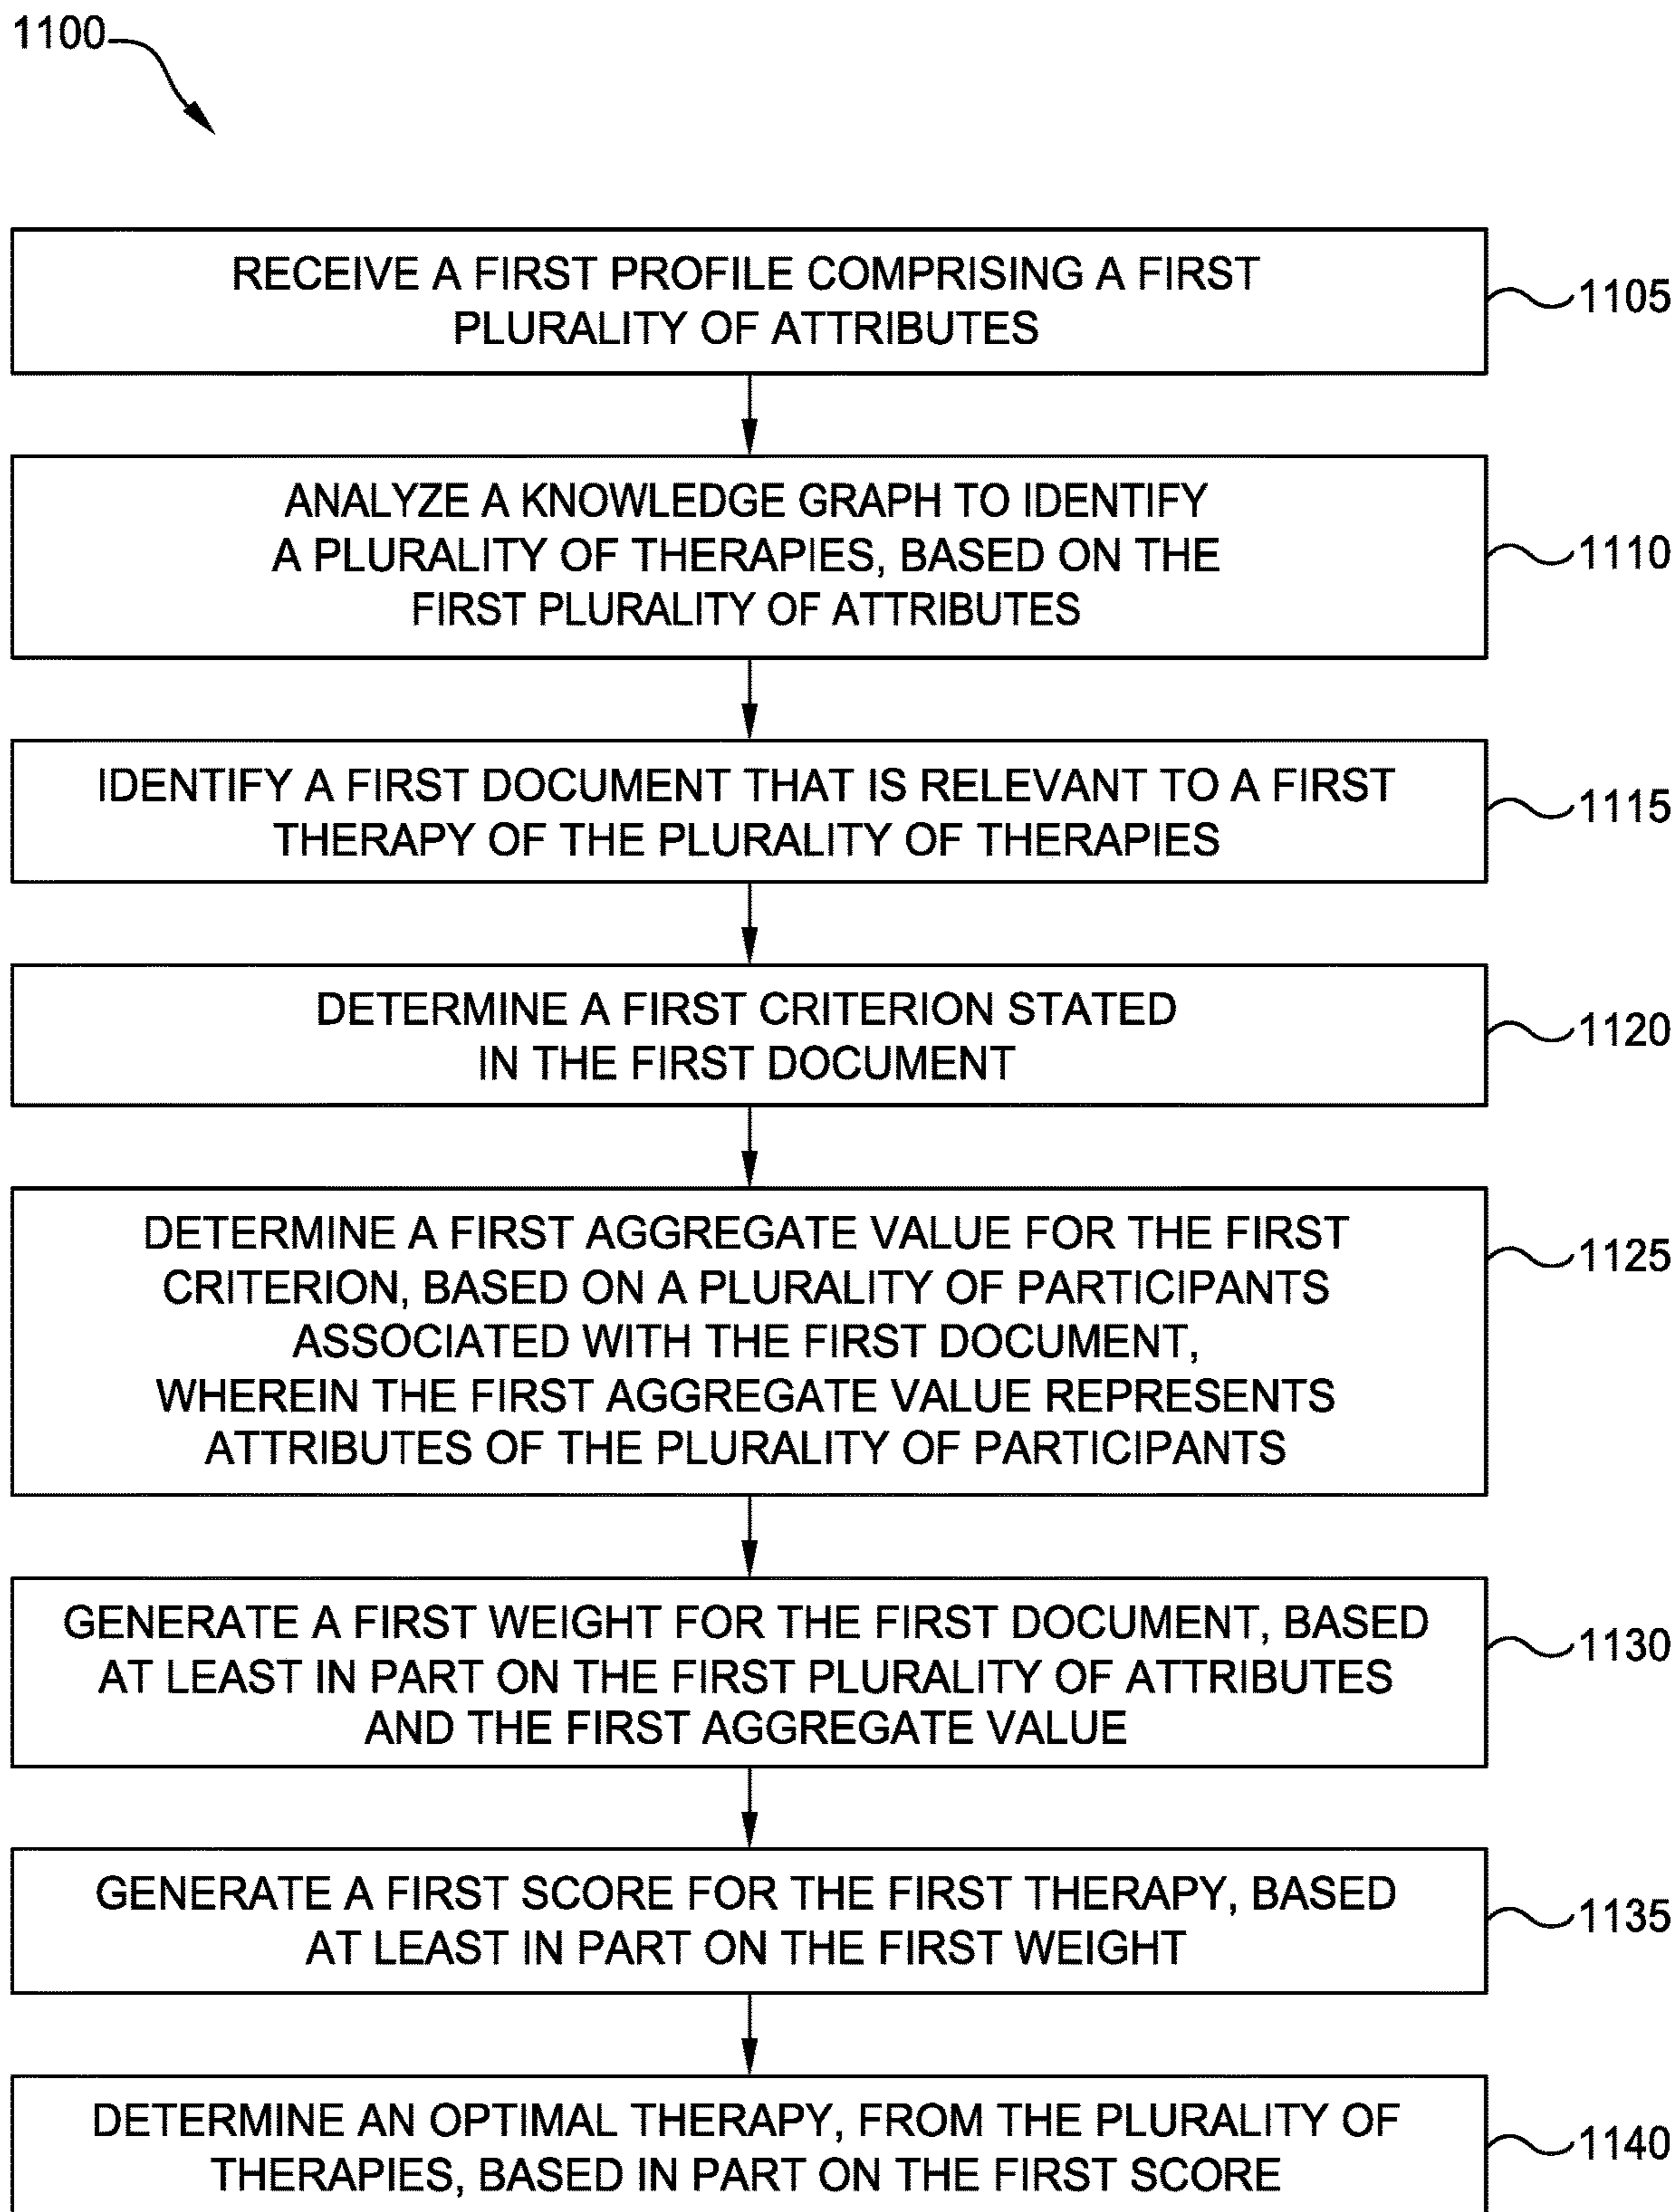 1100
RECEIVE A FIRST PROFILE COMPRISING A FIRST
PLURALITY OF ATTRIBUTES
1105
ANALYZE A KNOWLEDGE GRAPH TO IDENTIFY
A PLURALITY OF THERAPIES, BASED ON THE
FIRST PLURALITY OF ATTRIBUTES
1110
IDENTIFY A FIRST DOCUMENT THAT IS RELEVANT TO A FIRST
THERAPY OF THE PLURALITY OF THERAPIES
1115
DETERMINE A FIRST CRITERION STATED
IN THE FIRST DOCUMENT
1120
DETERMINE A FIRST AGGREGATE VALUE FOR THE FIRST
CRITERION, BASED ON A PLURALITY OF PARTICIPANTS
ASSOCIATED WITH THE FIRST DOCUMENT,
WHEREIN THE FIRST AGGREGATE VALUE REPRESENTS
ATTRIBUTES OF THE PLURALITY OF PARTICIPANTS
1125
GENERATE A FIRST WEIGHT FOR THE FIRST DOCUMENT, BASED
AT LEAST IN PART ON THE FIRST PLURALITY OF ATTRIBUTES
AND THE FIRST AGGREGATE VALUE
1130
GENERATE A FIRST SCORE FOR THE FIRST THERAPY, BASED
AT LEAST IN PART ON THE FIRST WEIGHT
1135
DETERMINE AN OPTIMAL THERAPY, FROM THE PLURALITY OF
THERAPIES, BASED IN PART ON THE FIRST SCORE
1140